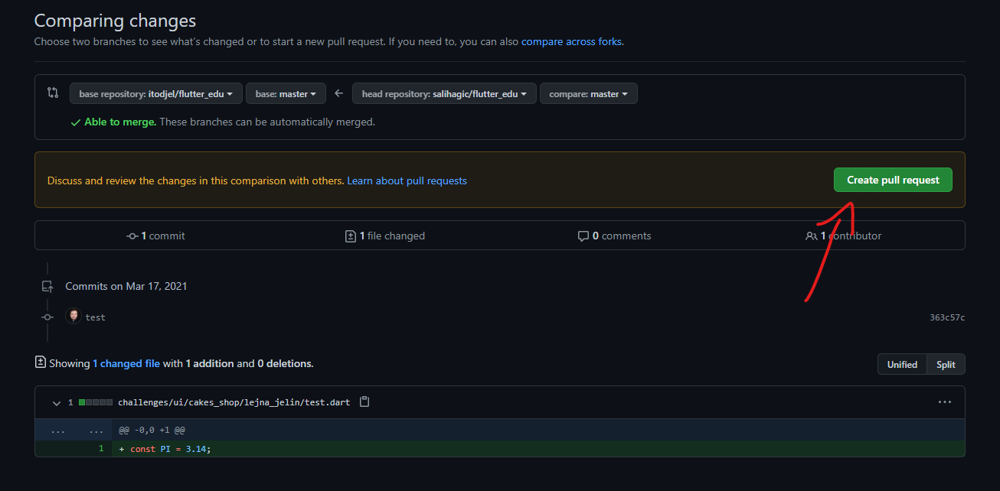 Comparing changes
Choose two branches to see what's changed or to start a new pull request. If you need to, you can also compare across forks.
base repository: itodjel/flutter_edu base: master head repository: salihagic/flutter_edu compare: master
Able to merge. These branches can be automatically merged.
Discuss and review the changes in this comparison with others. Learn about pull requests Create pull request
1 commit 1 file changed 0 comments 1 contributor
Commits on Mar 17, 2021
test 363c57c
Showing 1 changed file with 1 addition and 0 deletions. Unified Split
1 challenges/ui/cakes_shop/lejna_jelin/test.dart ...
... ... @@ -0,0 +1 @@
1 + const PI = 3.14;